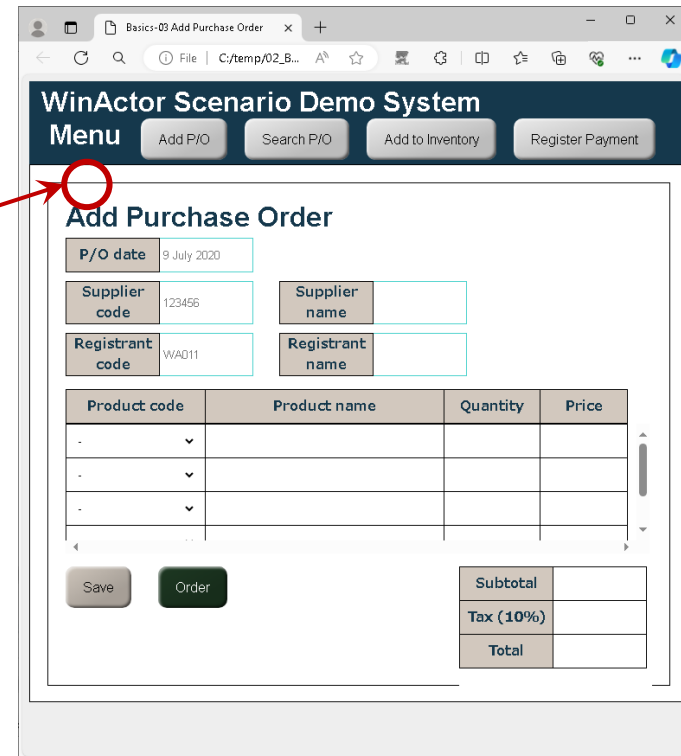 Basics-03 Add Purchase Order
File | C:/temp/02_B...
WinActor Scenario Demo System
Menu Add P/O Search P/O Add to Inventory Register Payment
Add Purchase Order
P/O date 9 July 2020
Supplier code 123456 Supplier name
Registrant code WA011 Registrant name
Product code Product name Quantity Price
-
-
-
Save Order
Subtotal
Tax (10%)
Total